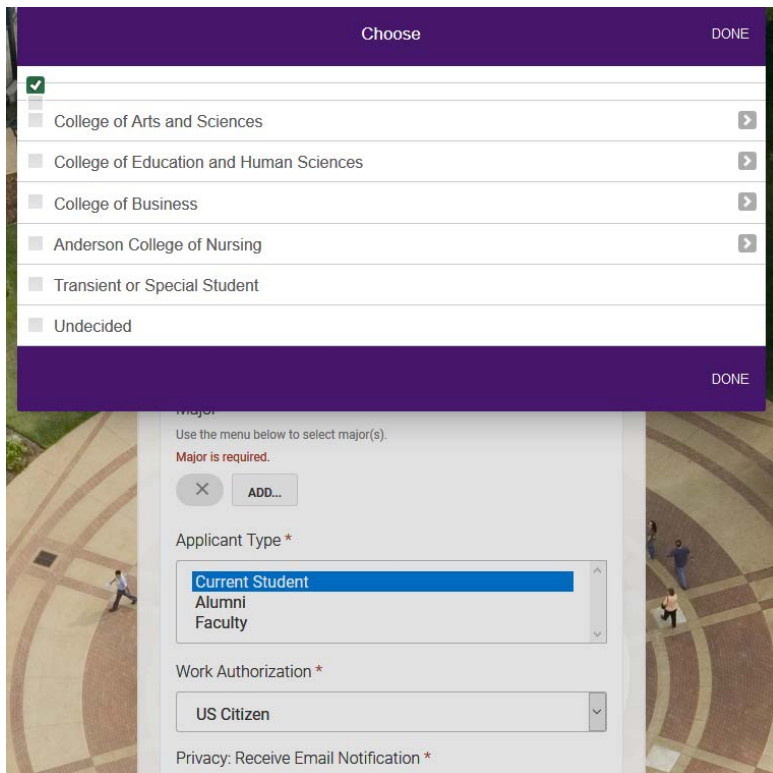 Choose
DONE
College of Arts and Sciences
College of Education and Human Sciences
College of Business
Anderson College of Nursing
Transient or Special Student
Undecided
DONE
Major
Use the menu below to select major(s).
Major is required.
ADD...
Applicant Type *
Current Student
Alumni
Faculty
Work Authorization *
US Citizen
Privacy: Receive Email Notification *